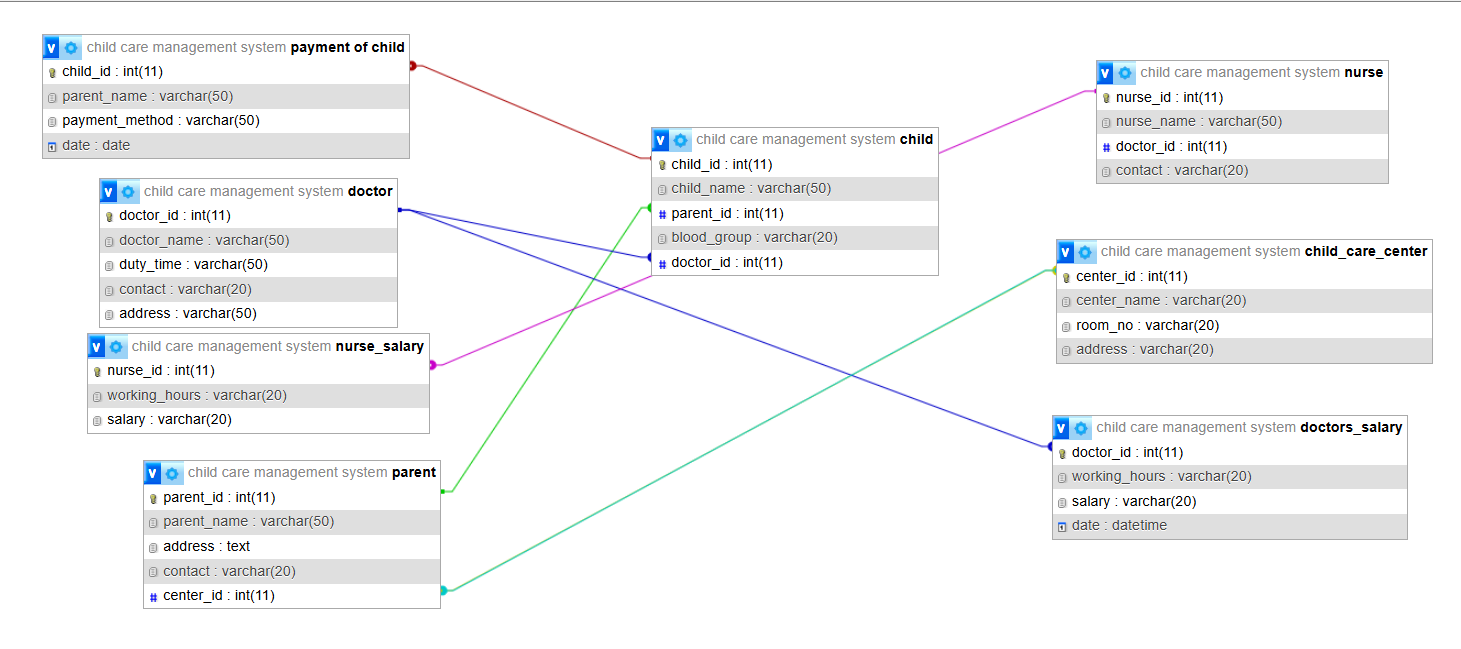 child care management system payment of child
child_id : int(11)
parent_name : varchar(50)
payment_method : varchar(50)
date : date
child care management system doctor
doctor_id : int(11)
doctor_name : varchar(50)
duty_time : varchar(50)
contact : varchar(20)
address : varchar(50)
child care management system nurse_salary
nurse_id : int(11)
working_hours : varchar(20)
salary : varchar(20)
child care management system parent
parent_id : int(11)
parent_name : varchar(50)
address : text
contact : varchar(20)
# center_id : int(11)
child care management system child
child_id : int(11)
child_name : varchar(50)
# parent_id : int(11)
blood_group : varchar(20)
# doctor_id : int(11)
child care management system nurse
nurse_id : int(11)
nurse_name : varchar(50)
# doctor_id : int(11)
contact : varchar(20)
child care management system child_care_center
center_id : int(11)
center_name : varchar(20)
room_no : varchar(20)
address : varchar(20)
child care management system doctors_salary
doctor_id : int(11)
working_hours : varchar(20)
salary : varchar(20)
date : datetime